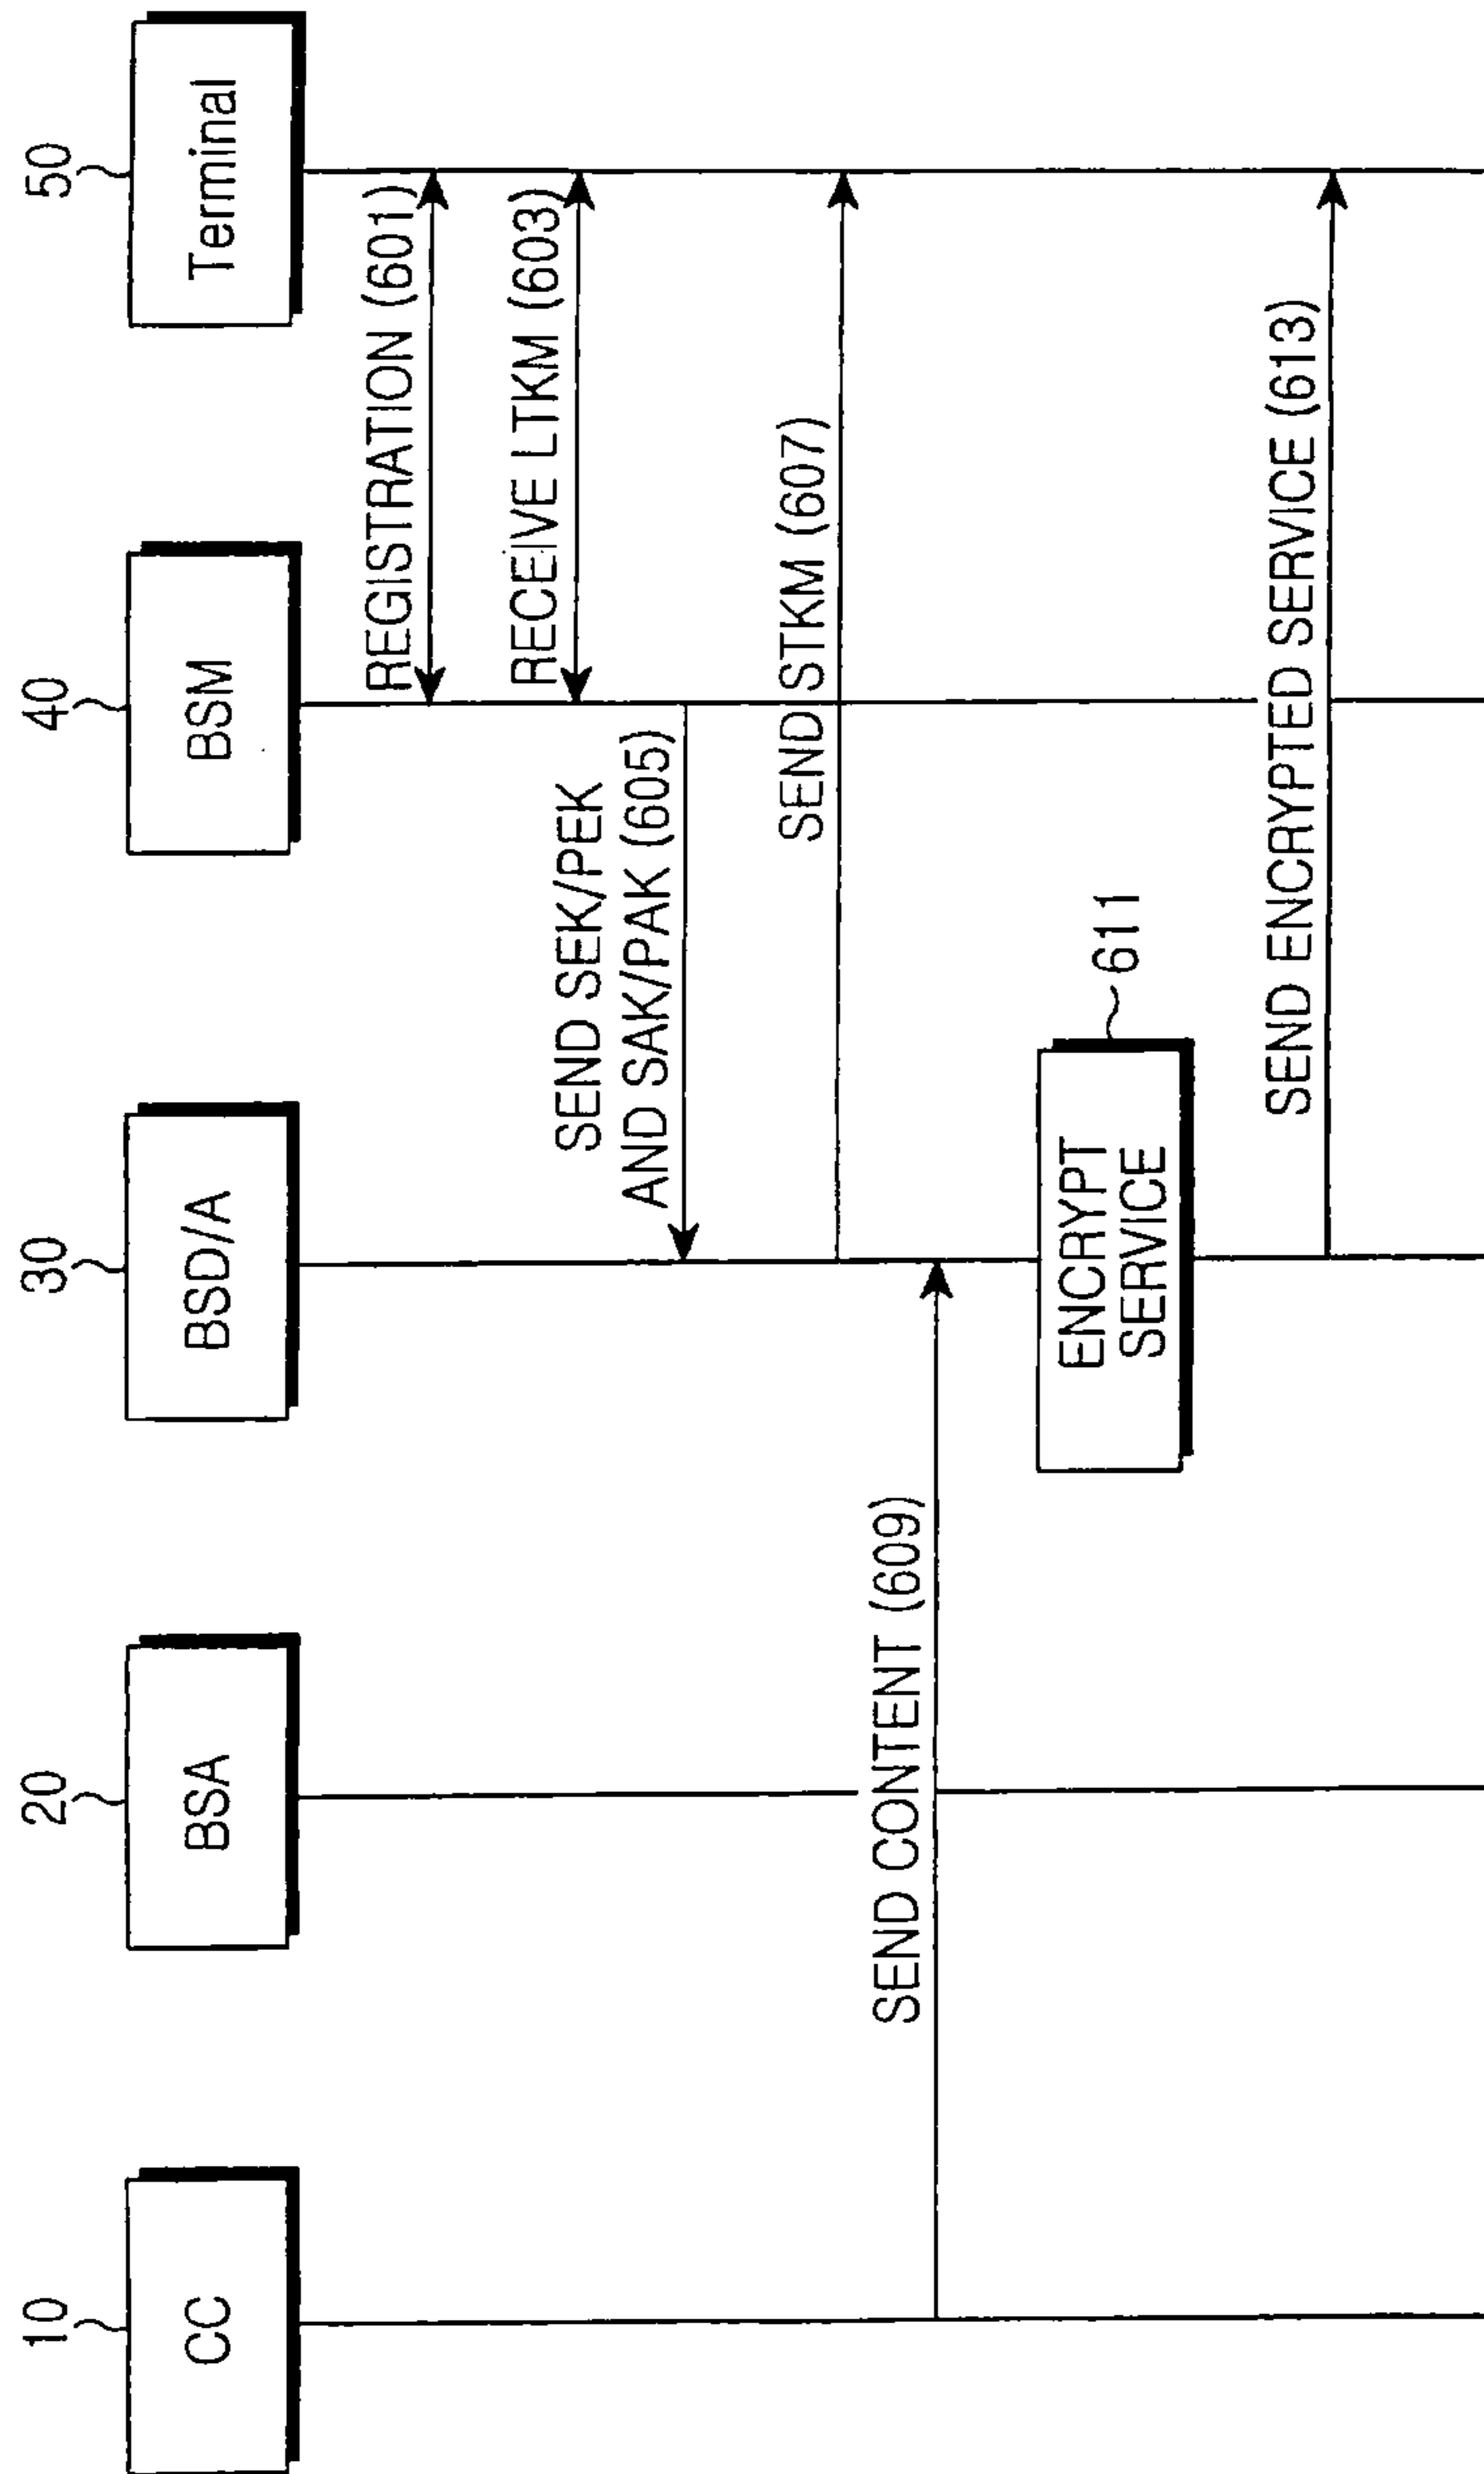 10
20
30
40
50
CC
BSA
BSD/A
BSM
Terminal
REGISTRATION (601)
RECEIVE LTKM (603)
SEND SEK/PEK
AND SAK/PAK (605)
SEND STKM (607)
SEND CONTENT (609)
ENCRYPT
SERVICE
611
SEND ENCRYPTED SERVICE (613)